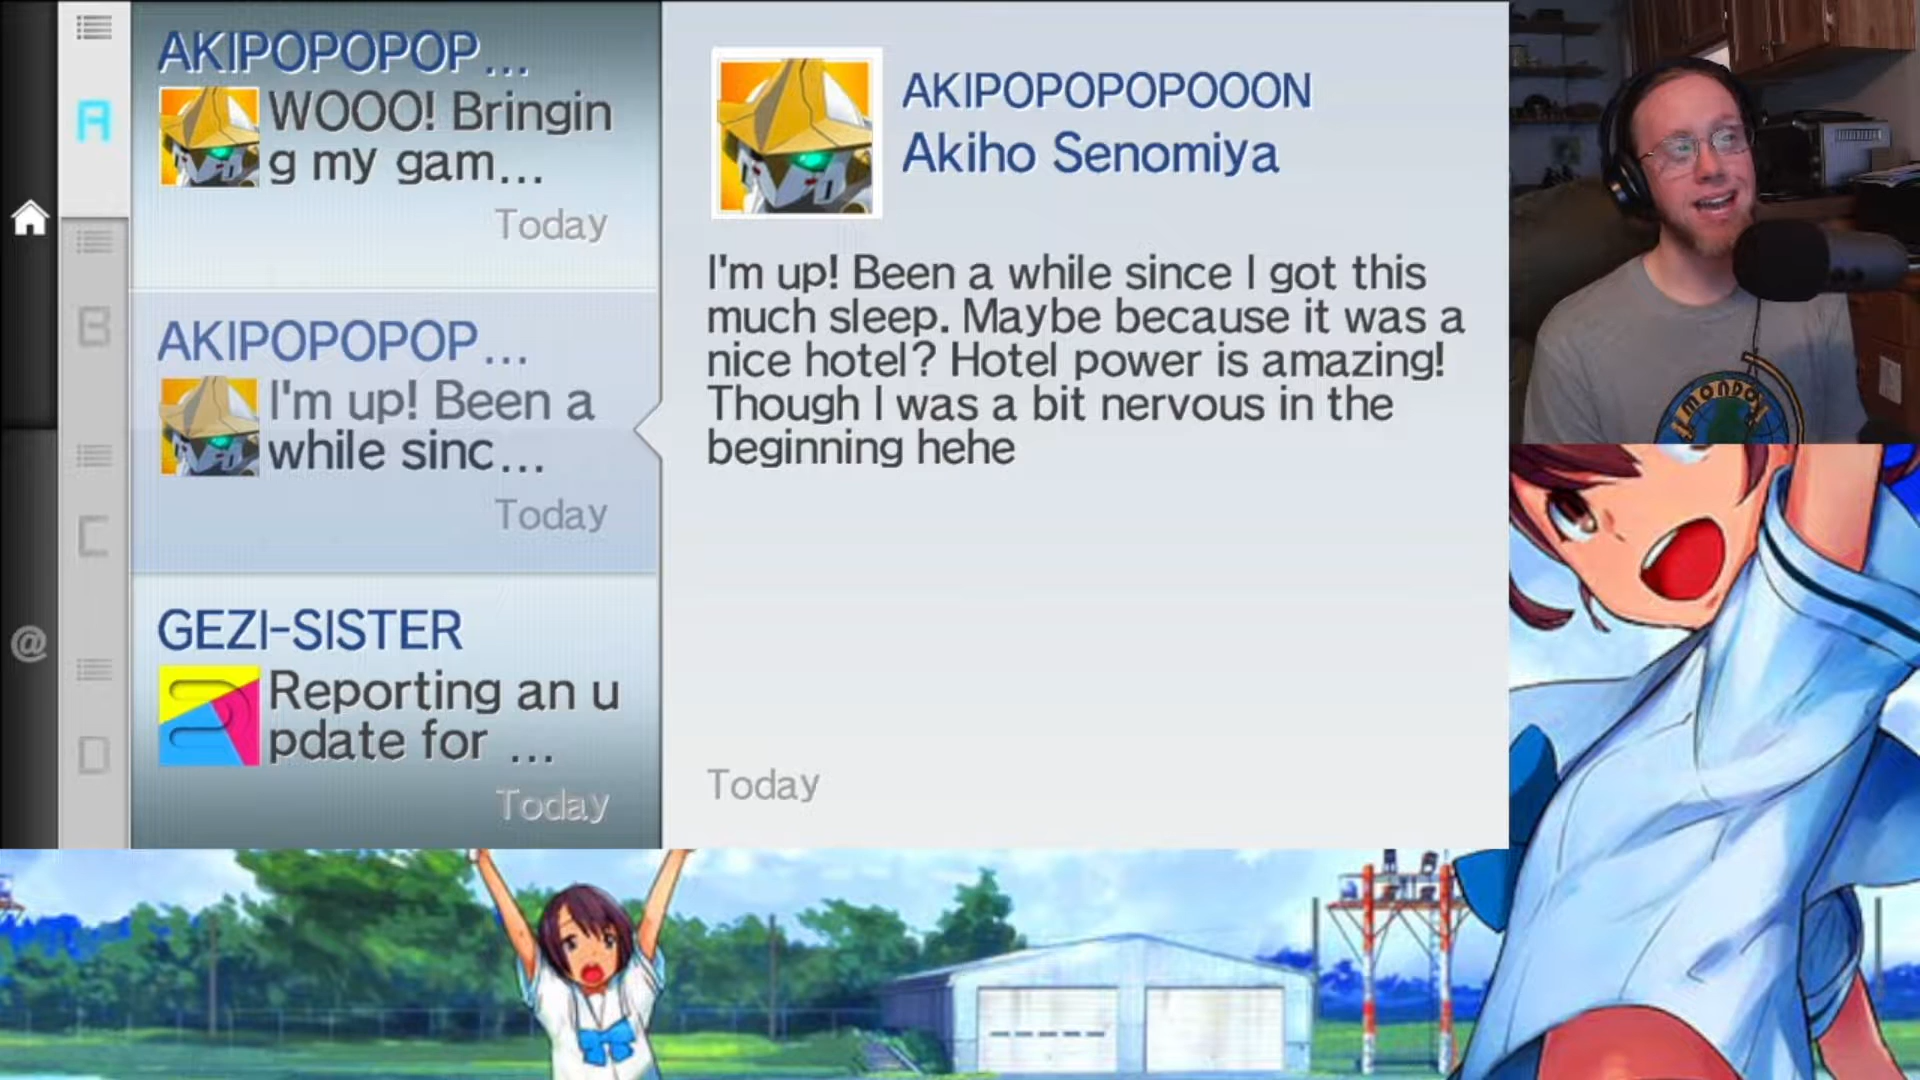 AKIPOPOPOP...
WOOO! Bringin
g my gam...
Today
AKIPOPOPOP...
I'm up! Been a
while sinc...
Today
GEZI-SISTER
Reporting an u
pdate for ...
Today
A
B
C
D
@
AKIPOPOPOPOOON
Akiho Senomiya
I'm up! Been a while since I got this
much sleep. Maybe because it was a
nice hotel? Hotel power is amazing!
Though I was a bit nervous in the
beginning hehe
Today